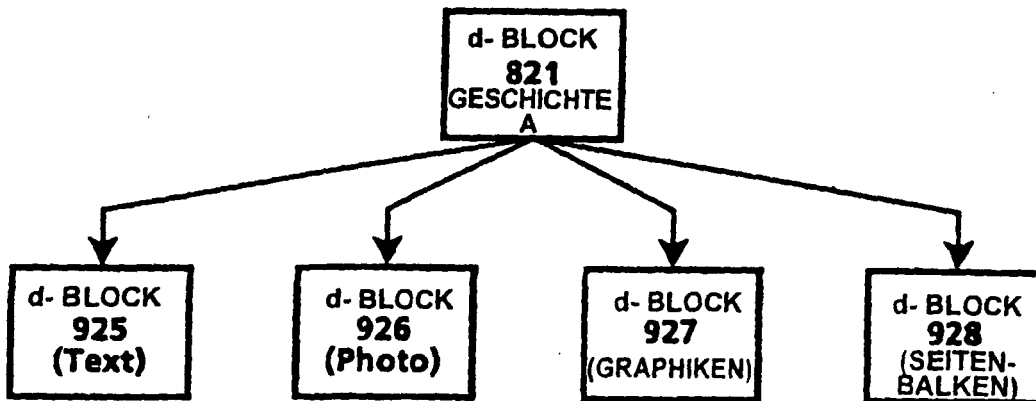 d- BLOCK
821
GESCHICHTE
A
d- BLOCK
925
(Text)
d- BLOCK
926
(Photo)
d- BLOCK
927
(GRAPHIKEN)
d- BLOCK
928
(SEITEN-
BALKEN)